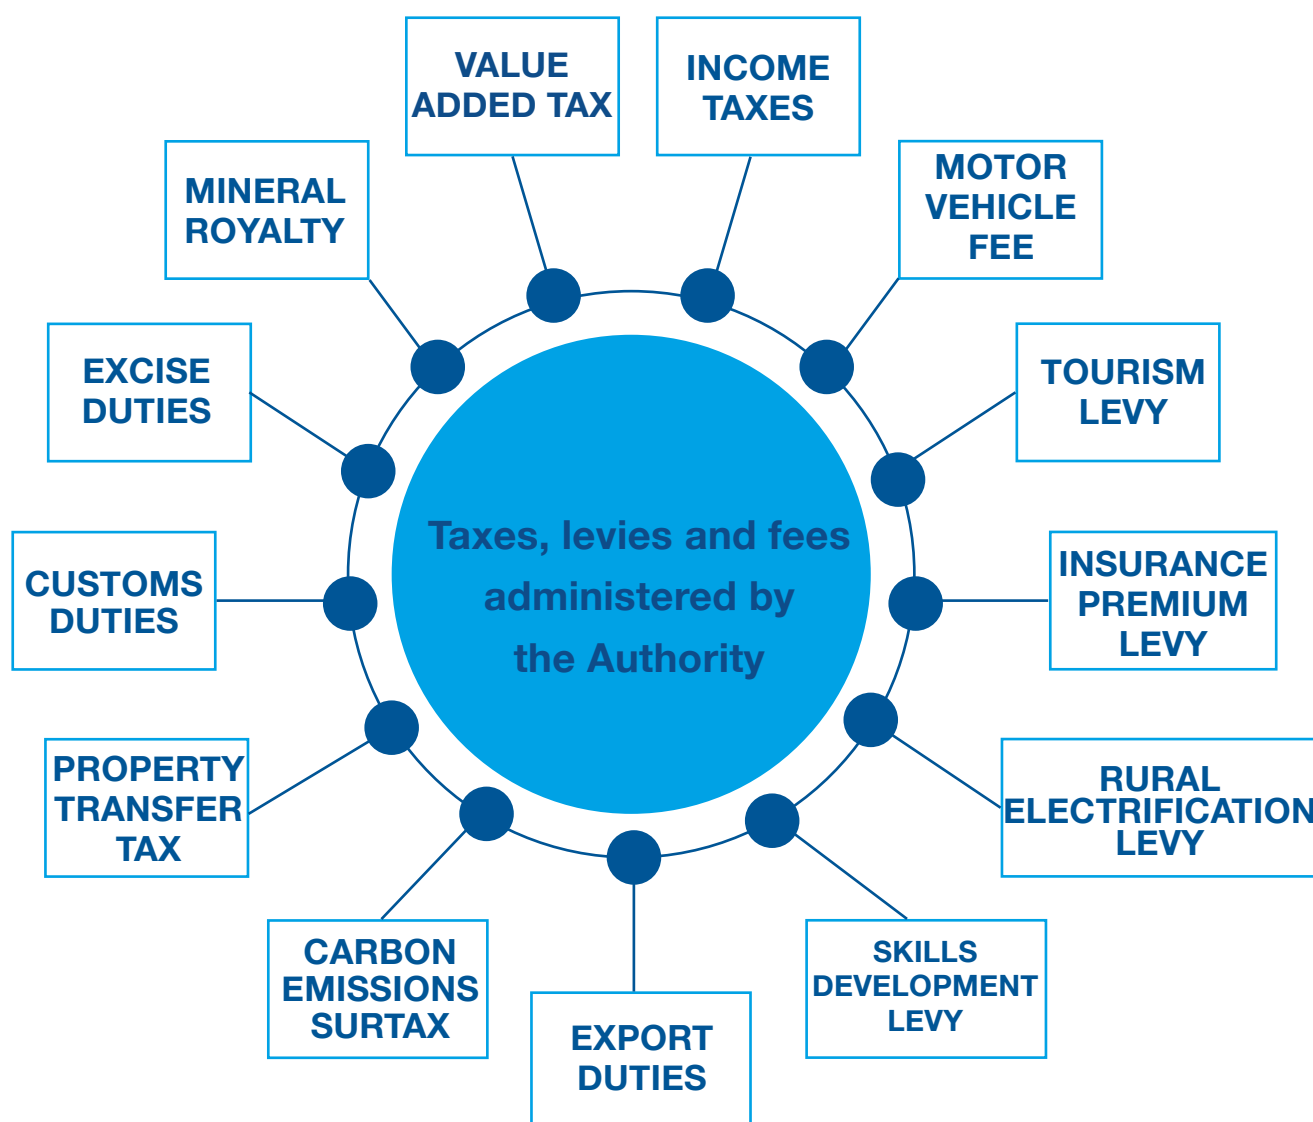 VALUE
ADDED TAX
INCOME
TAXES
MOTOR
VEHICLE
FEE
TOURISM
LEVY
INSURANCE
PREMIUM
LEVY
RURAL
ELECTRIFICATION
LEVY
SKILLS
DEVELOPMENT
LEVY
EXPORT
DUTIES
CARBON
EMISSIONS
SURTAX
PROPERTY
TRANSFER
TAX
CUSTOMS
DUTIES
EXCISE
DUTIES
MINERAL
ROYALTY
Taxes, levies and fees
administered by
the Authority